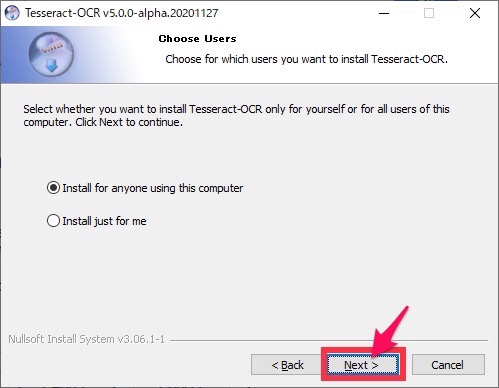 Tesseract-OCR v5.0.0-alpha.20201127
Choose Users
Choose for which users you want to install Tesseract-OCR.
Select whether you want to install Tesseract-OCR only for yourself or for all users of this
computer. Click Next to continue.
Install for anyone using this computer
Install just for me
Nullsoft Install System v3.06.1-1
< Back
Next >
Cancel